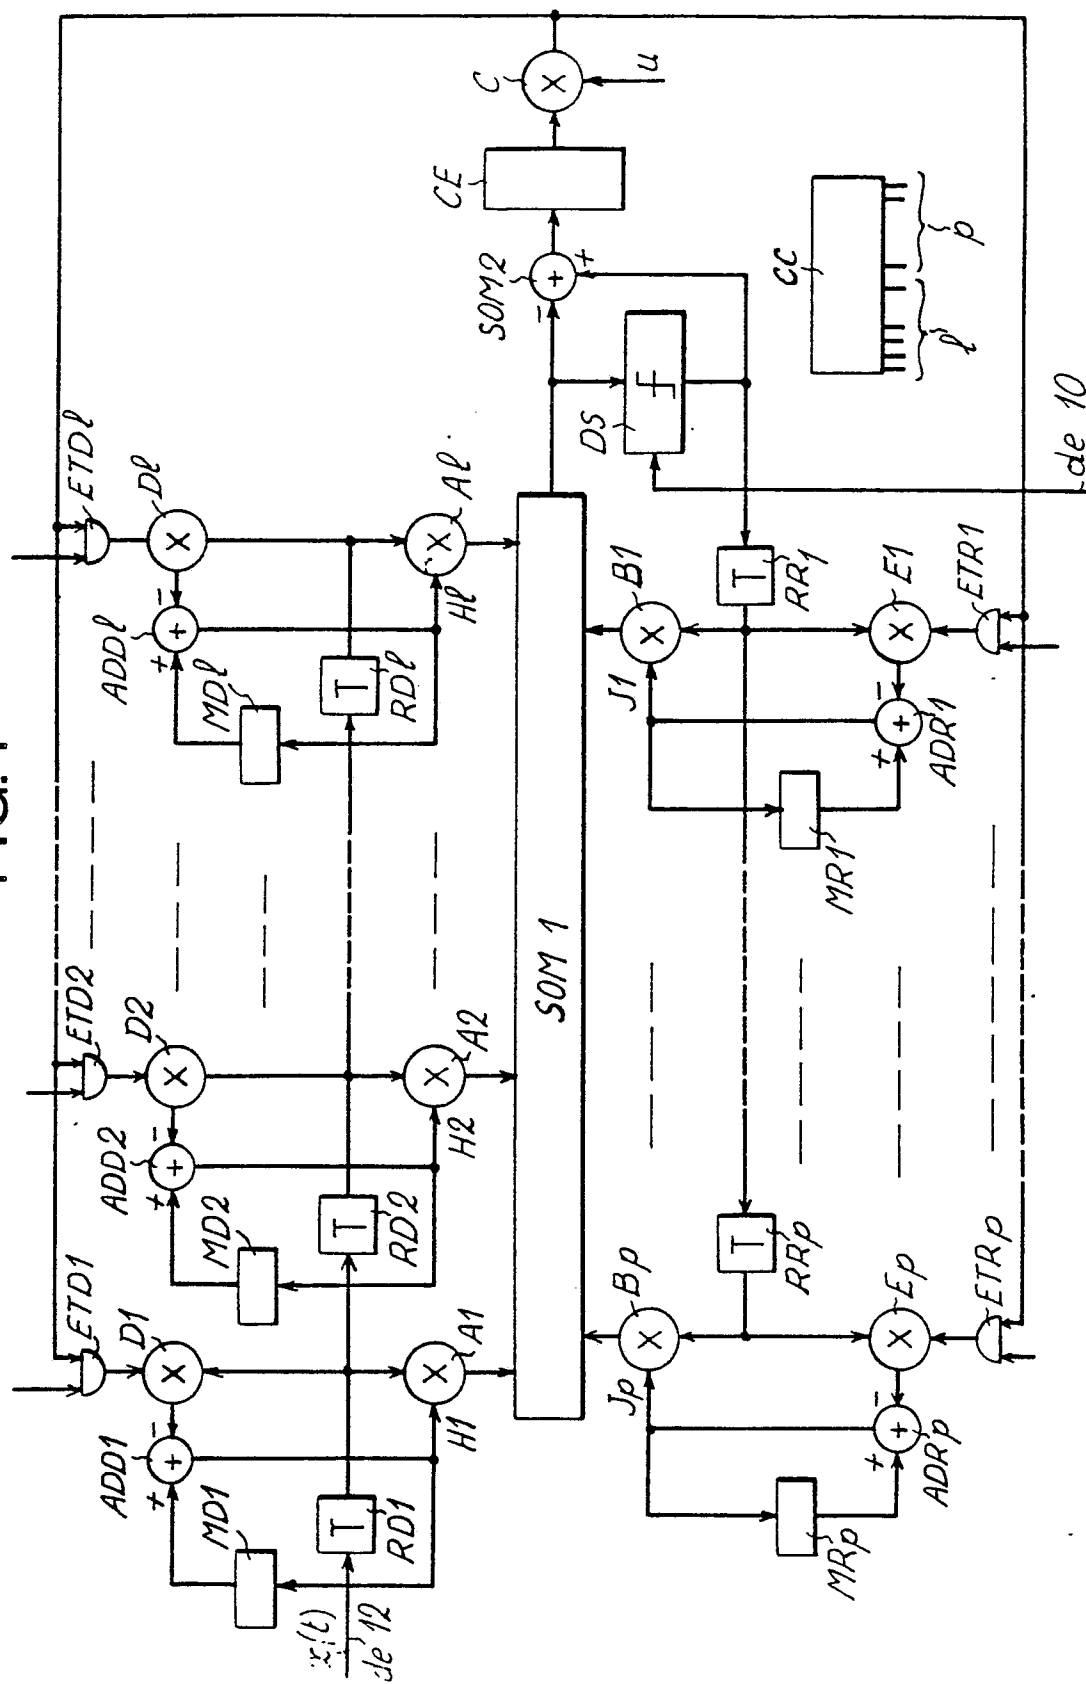 ETD1
D1
ADD1
MD1
x(t)
de 12
RD1
H1
A1
ETD2
D2
ADD2
MD2
RD2
H2
A2
ETDl
Dl
ADDl
MDl
RDl
Hl
Al
SOM 1
SOM2
CE
C
u
DS
de 10
CC
l
p
T
T
T
T
T
RR1
B1
J1
E1
ETR1
ADR1
MR1
RRp
Bp
Jp
Ep
ETRp
ADRp
MRp